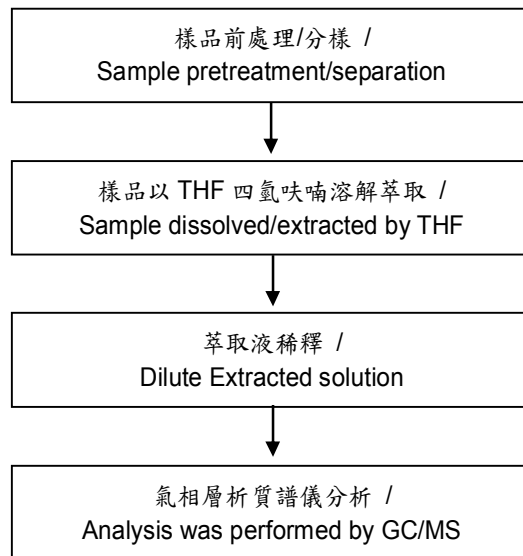 樣品前處理/分樣 /
Sample pretreatment/separation
樣品以 THF 四氫呋喃溶解萃取 /
Sample dissolved/extracted by THF
萃取液稀釋 /
Dilute Extracted solution
氣相層析質譜儀分析 /
Analysis was performed by GC/MS